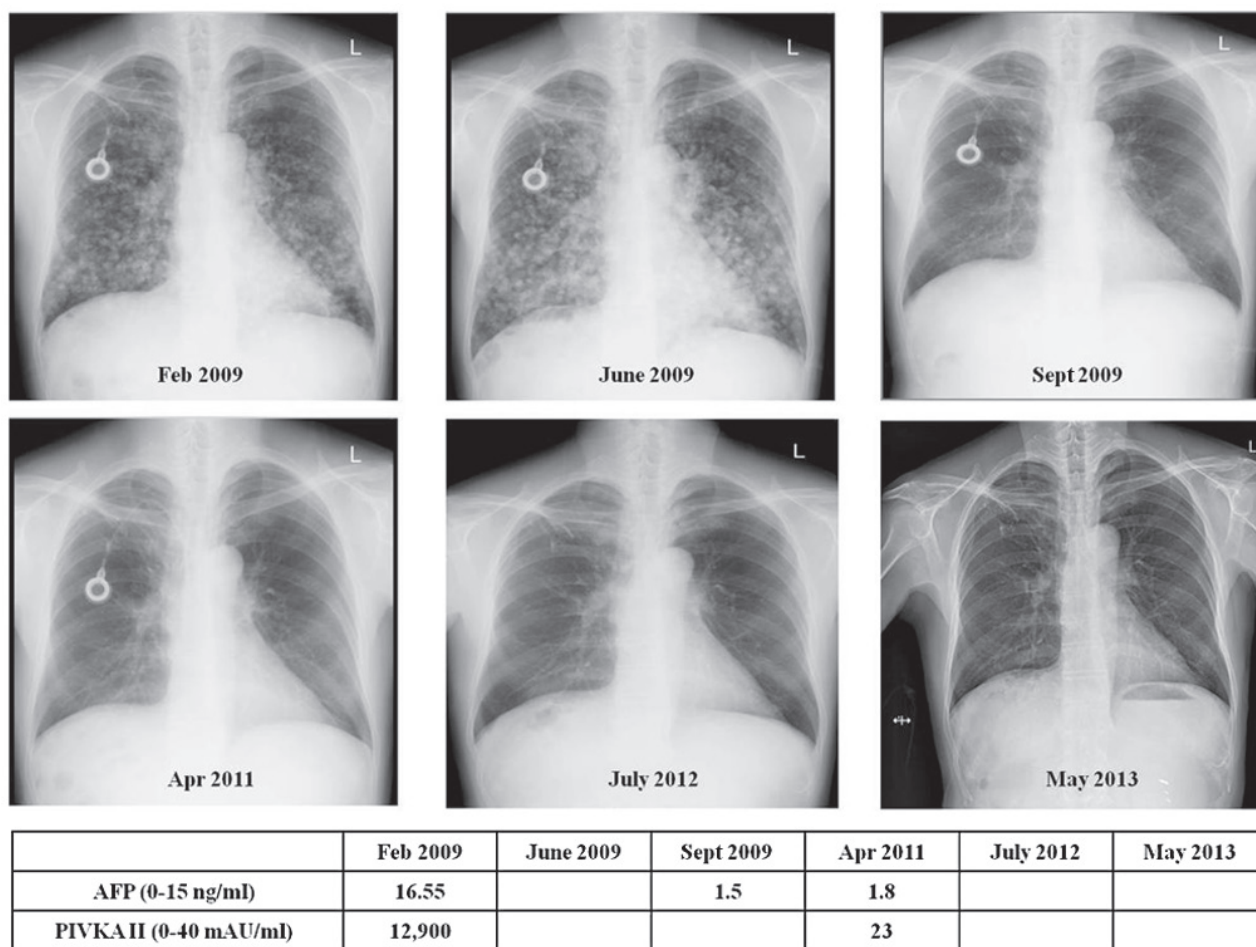 L
L
L
Feb 2009
June 2009
Sept 2009
L
L
L
Apr 2011
July 2012
May 2013
Feb 2009 June 2009 Sept 2009 Apr 2011 July 2012 May 2013
AFP (0-15 ng/ml) 16.55 1.5 1.8
PIVKA II (0-40 mAU/ml) 12,900 23